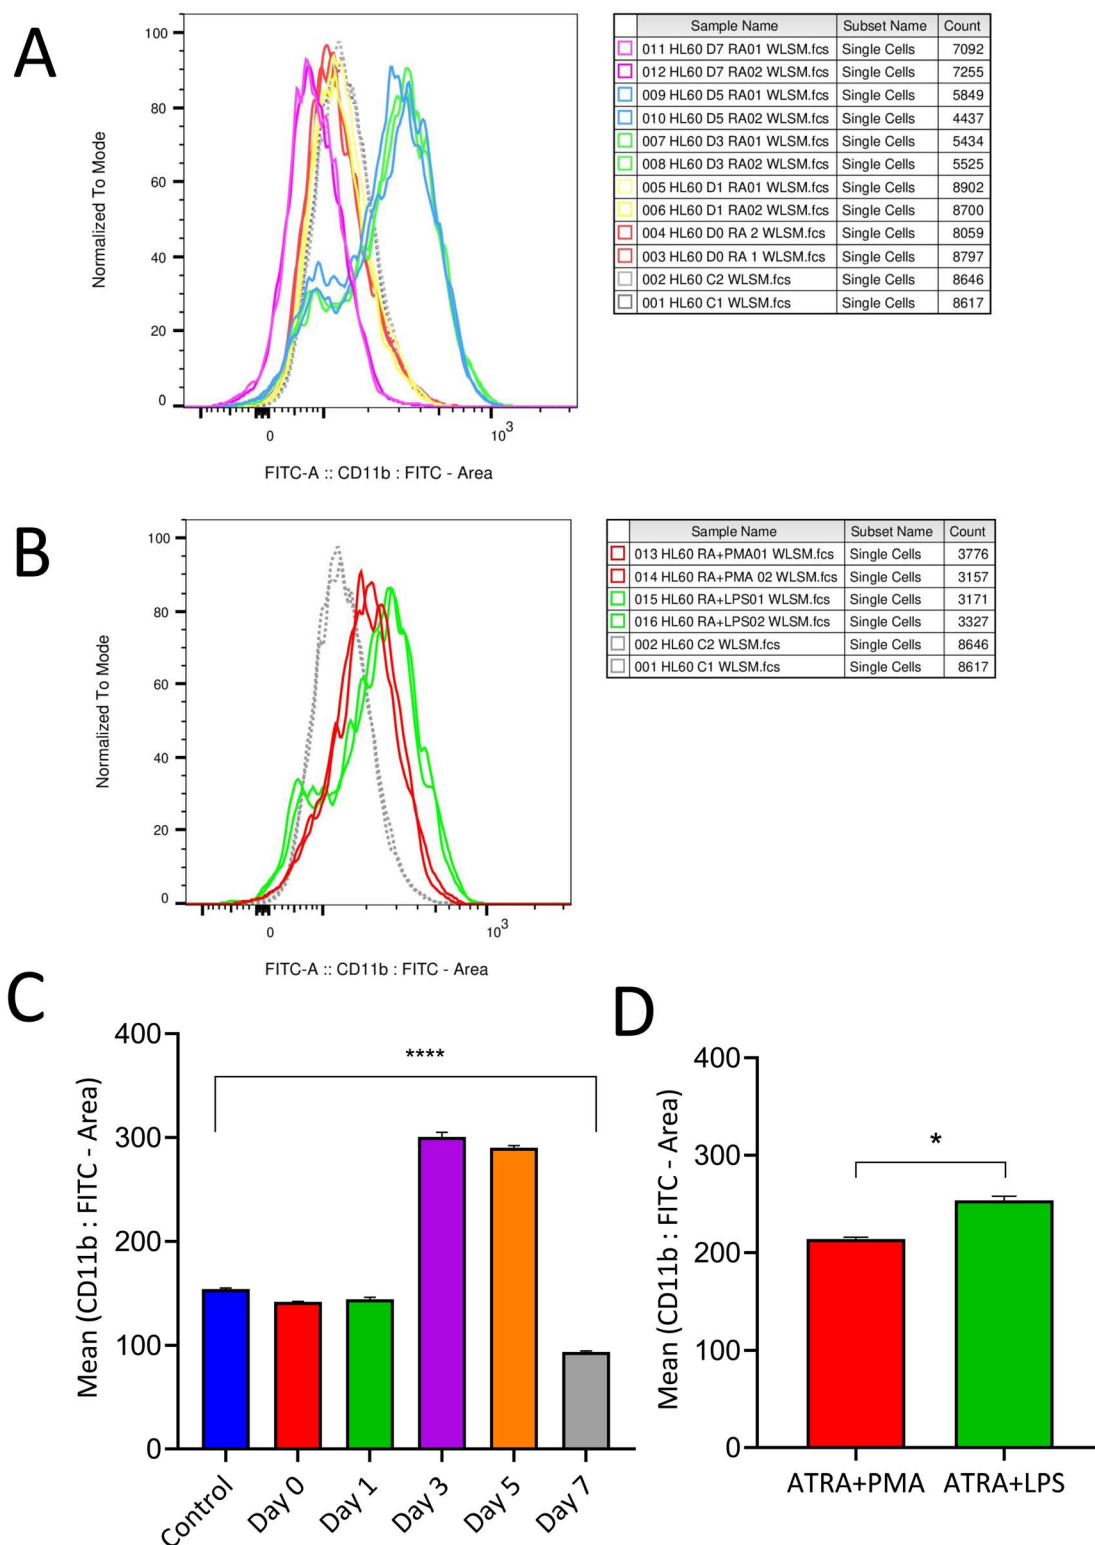 A
100
80
60
40
20
0
Normalized To Mode
0
10³
FITC-A :: CD11b : FITC - Area
Sample Name Subset Name Count
011 HL60 D7 RA01 WLSM.fcs Single Cells 7092
012 HL60 D7 RA02 WLSM.fcs Single Cells 7255
009 HL60 D5 RA01 WLSM.fcs Single Cells 5849
010 HL60 D5 RA02 WLSM.fcs Single Cells 4437
007 HL60 D3 RA01 WLSM.fcs Single Cells 5434
008 HL60 D3 RA02 WLSM.fcs Single Cells 5525
005 HL60 D1 RA01 WLSM.fcs Single Cells 8902
006 HL60 D1 RA02 WLSM.fcs Single Cells 8700
004 HL60 D0 RA 2 WLSM.fcs Single Cells 8059
003 HL60 D0 RA 1 WLSM.fcs Single Cells 8797
002 HL60 C2 WLSM.fcs Single Cells 8646
001 HL60 C1 WLSM.fcs Single Cells 8617
B
100
80
60
40
20
0
Normalized To Mode
0
10³
FITC-A :: CD11b : FITC - Area
Sample Name Subset Name Count
013 HL60 RA+PMA01 WLSM.fcs Single Cells 3776
014 HL60 RA+PMA 02 WLSM.fcs Single Cells 3157
015 HL60 RA+LPS01 WLSM.fcs Single Cells 3171
016 HL60 RA+LPS02 WLSM.fcs Single Cells 3327
002 HL60 C2 WLSM.fcs Single Cells 8646
001 HL60 C1 WLSM.fcs Single Cells 8617
C
400
300
200
100
0
Mean (CD11b : FITC - Area)
****
Control
Day 0
Day 1
Day 3
Day 5
Day 7
D
400
300
200
100
0
Mean (CD11b : FITC - Area)
*
ATRA+PMA
ATRA+LPS